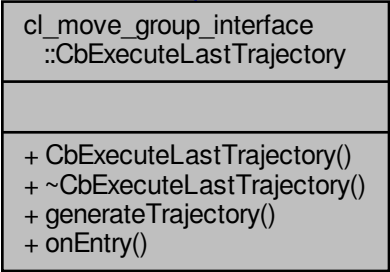 cl_move_group_interface
::CbExecuteLastTrajectory
+ CbExecuteLastTrajectory()
+ ~CbExecuteLastTrajectory()
+ generateTrajectory()
+ onEntry()